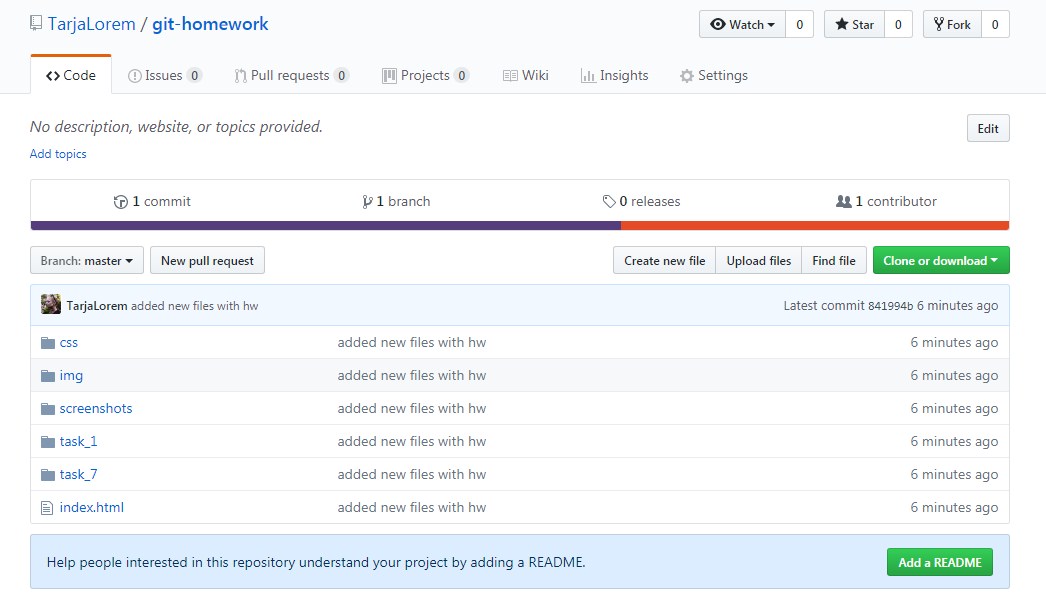 TarjaLorem / git-homework Watch 0 Star 0 Fork 0
Code Issues 0 Pull requests 0 Projects 0 Wiki Insights Settings
No description, website, or topics provided. Edit
Add topics
1 commit 1 branch 0 releases 1 contributor
Branch: master New pull request Create new file Upload files Find file Clone or download
TarjaLorem added new files with hw Latest commit 841994b 6 minutes ago
css added new files with hw 6 minutes ago
img added new files with hw 6 minutes ago
screenshots added new files with hw 6 minutes ago
task_1 added new files with hw 6 minutes ago
task_7 added new files with hw 6 minutes ago
index.html added new files with hw 6 minutes ago
Help people interested in this repository understand your project by adding a README. Add a README